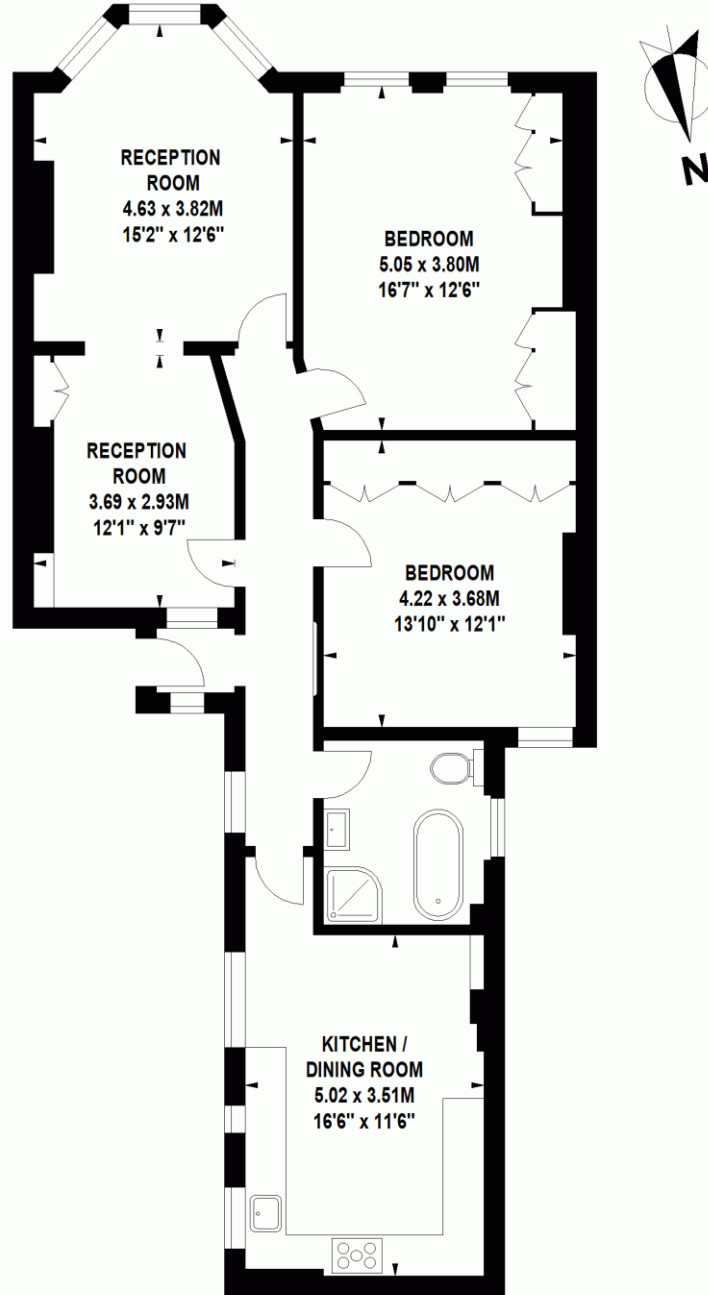 RECEPTION
ROOM
4.63 x 3.82M
15'2" x 12'6"
BEDROOM
5.05 x 3.80M
16'7" x 12'6"
N
RECEPTION
ROOM
3.69 x 2.93M
12'1" x 9'7"
BEDROOM
4.22 x 3.68M
13'10" x 12'1"
KITCHEN /
DINING ROOM
5.02 x 3.51M
16'6" x 11'6"